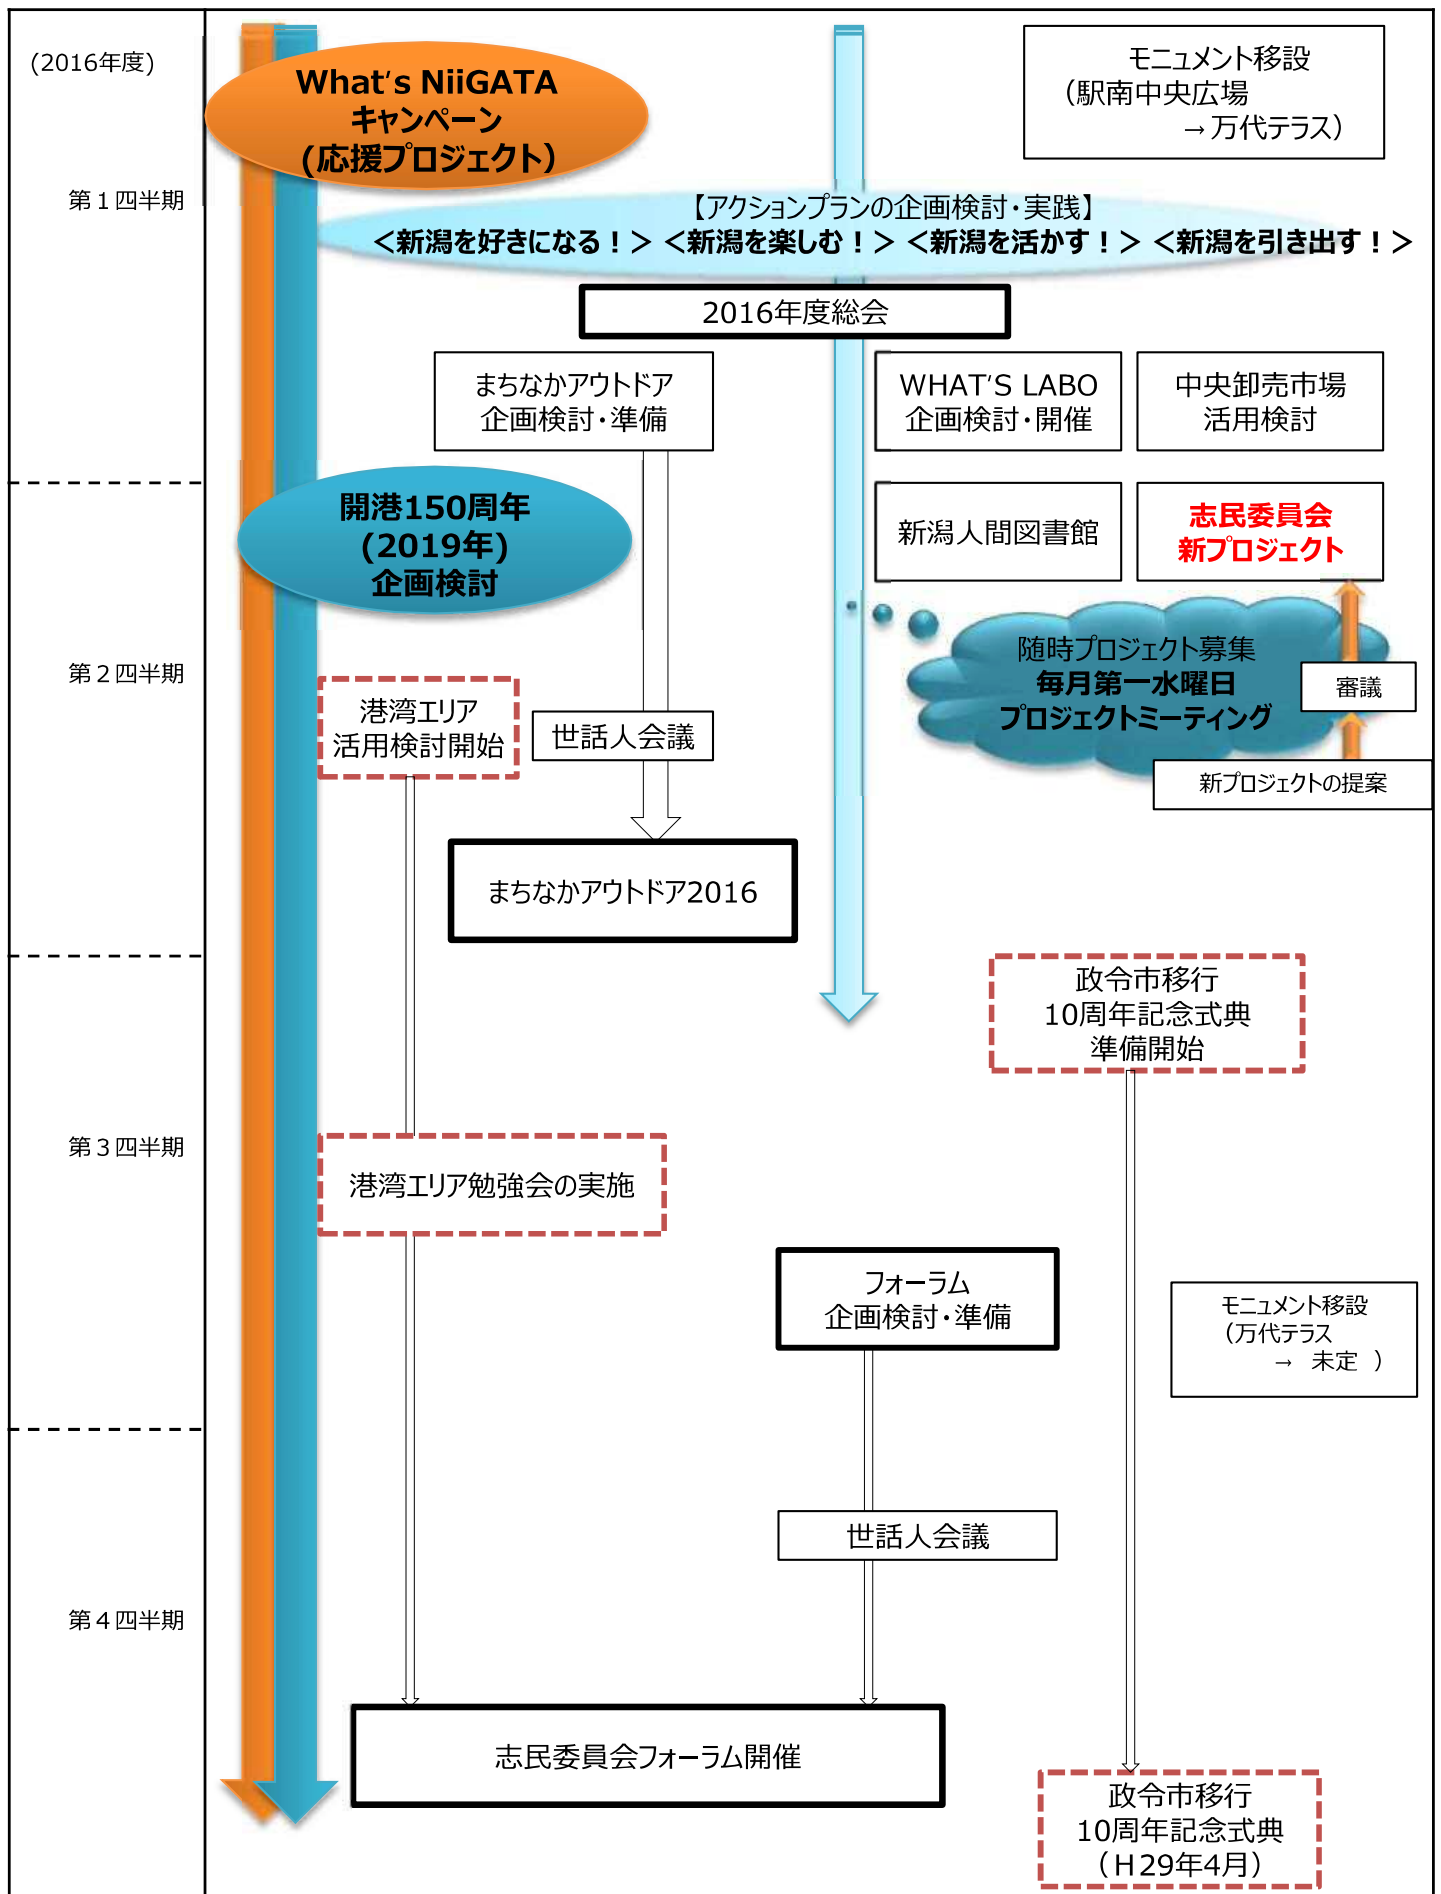 (2016年度)
What's NiiGATA
キャンペーン
(応援プロジェクト)
モニュメント移設
（駅南中央広場
→ 万代テラス）
第１四半期
【アクションプランの企画検討・実践】
＜新潟を好きになる！＞＜新潟を楽しむ！＞＜新潟を活かす！＞＜新潟を引き出す！＞
2016年度総会
まちなかアウトドア
企画検討・準備
WHAT'S LABO
企画検討・開催
中央卸売市場
活用検討
開港150周年
(2019年)
企画検討
新潟人間図書館
志民委員会
新プロジェクト
第２四半期
随時プロジェクト募集
毎月第一水曜日
プロジェクトミーティング
審議
新プロジェクトの提案
港湾エリア
活用検討開始
世話人会議
まちなかアウトドア2016
政令市移行
10周年記念式典
準備開始
第３四半期
港湾エリア勉強会の実施
フォーラム
企画検討・準備
モニュメント移設
（万代テラス
→ 未定 ）
世話人会議
第４四半期
志民委員会フォーラム開催
政令市移行
10周年記念式典
（Ｈ29年4月）